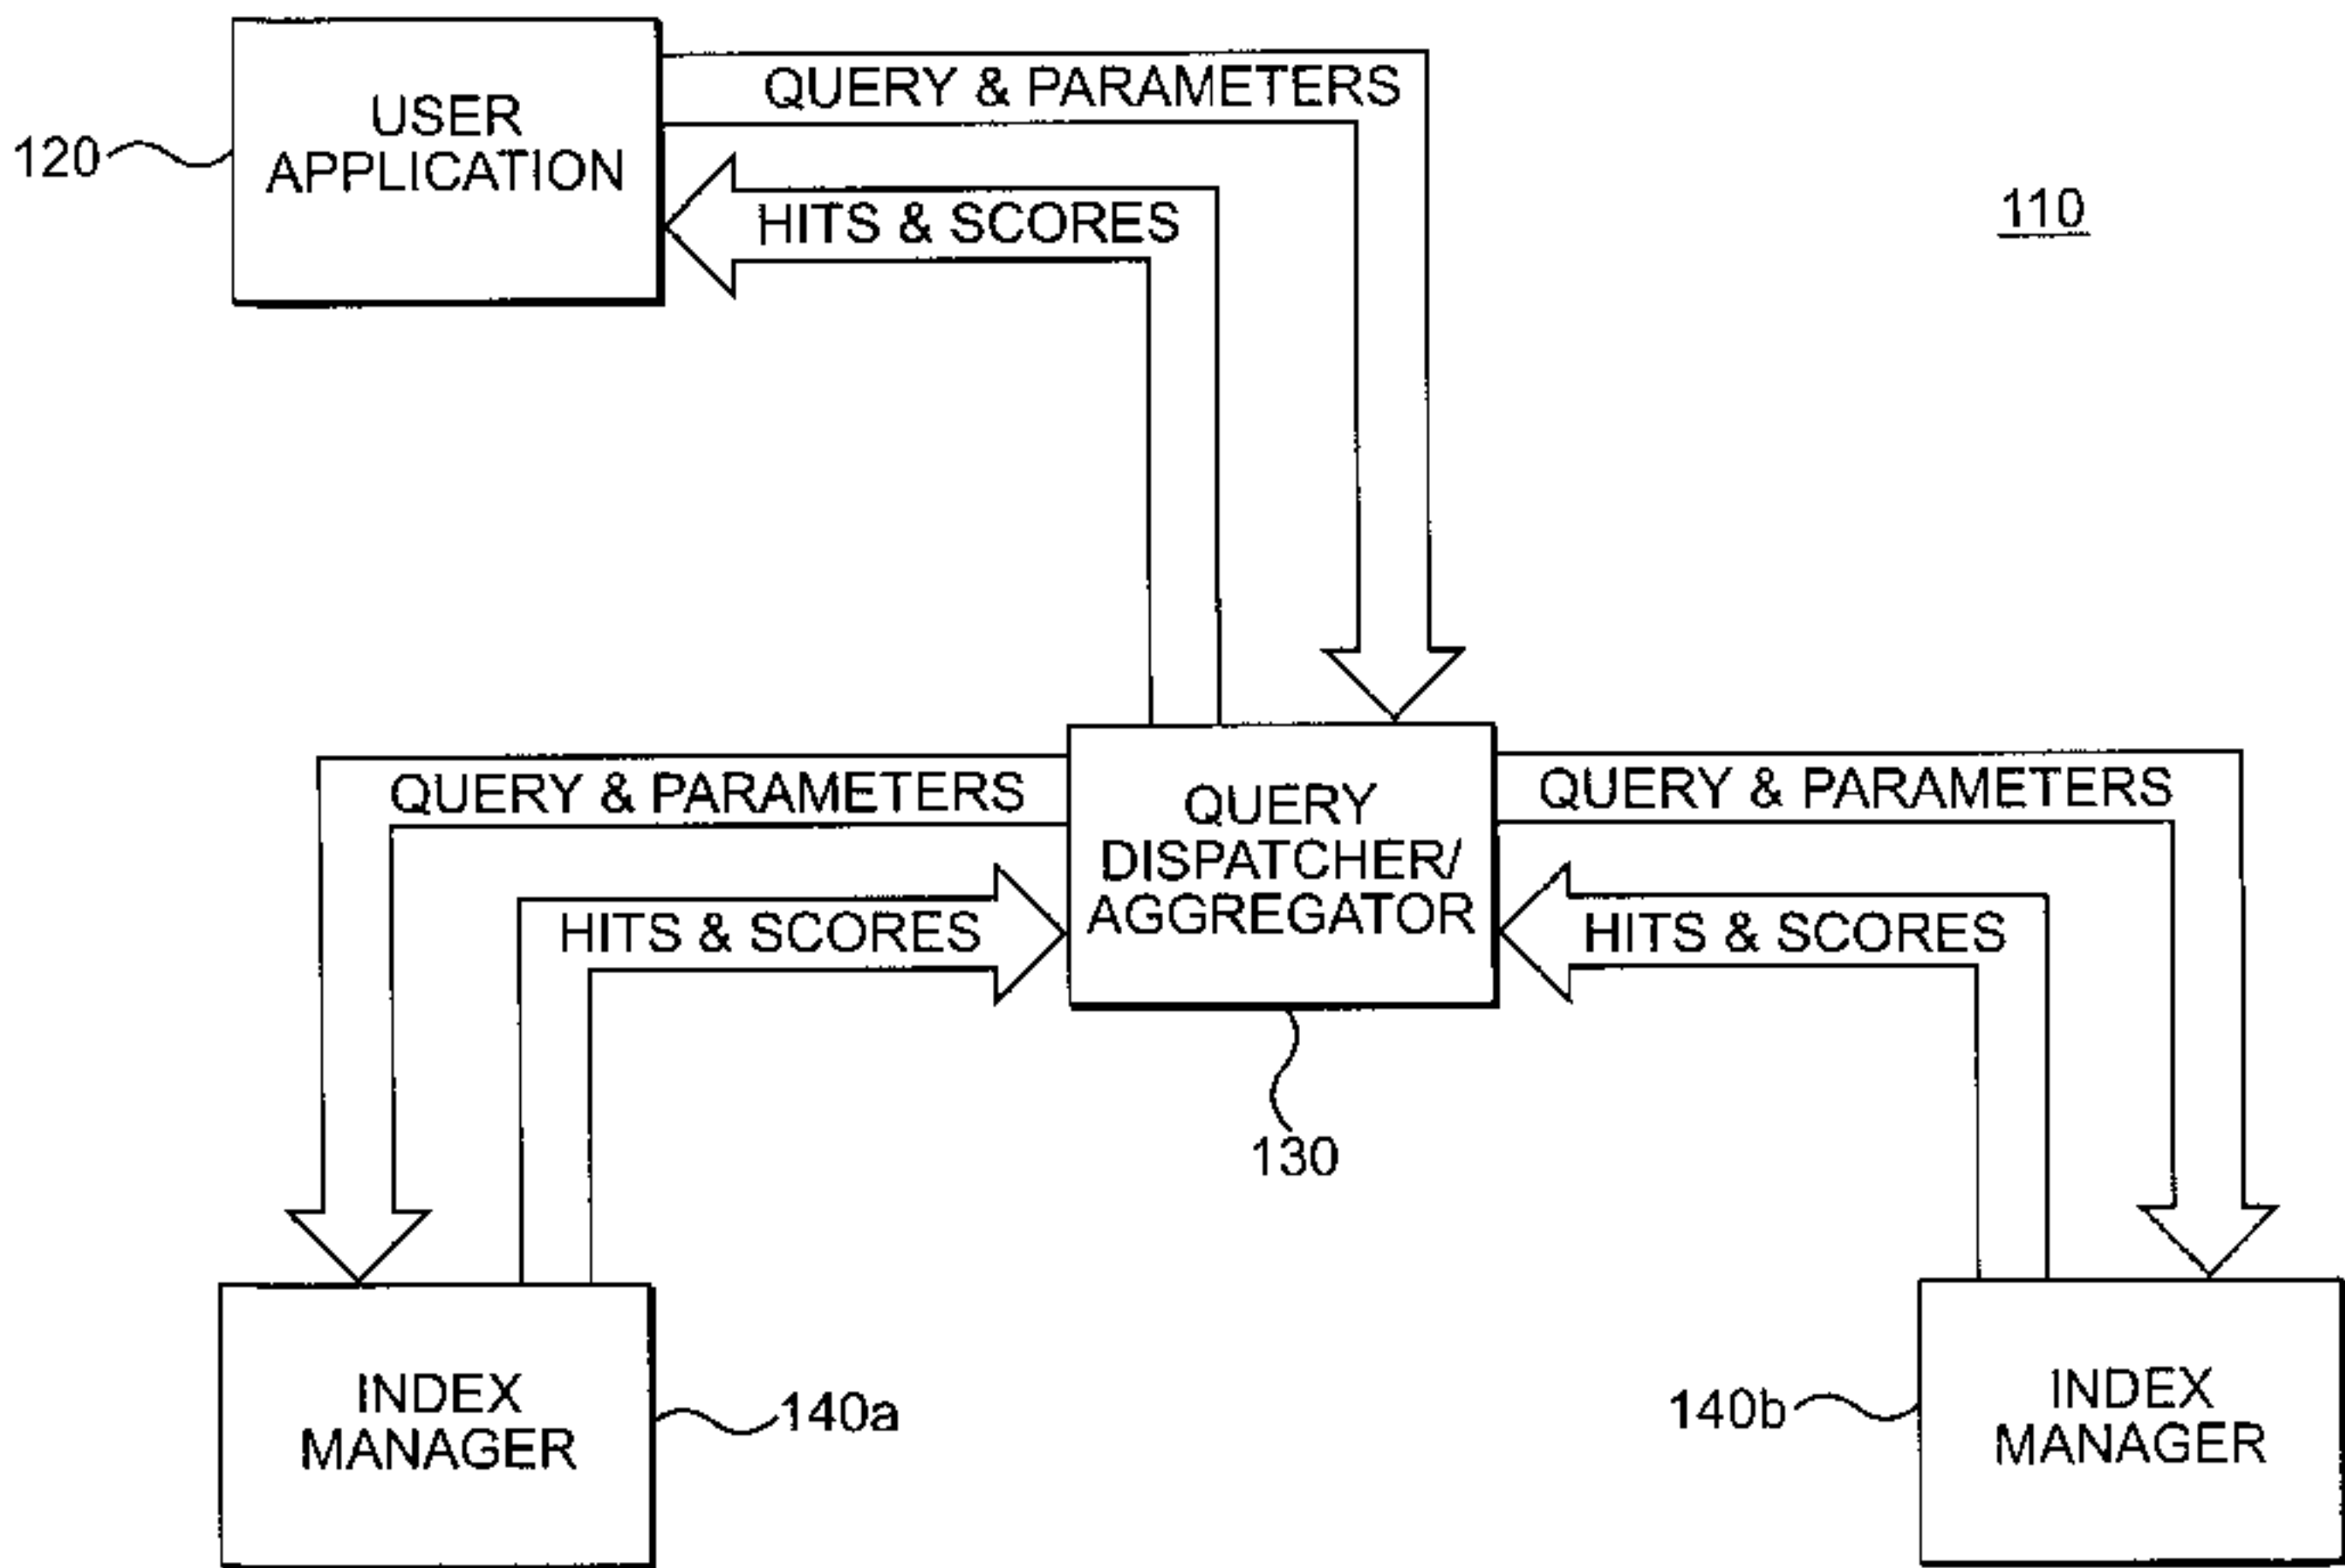 QUERY & PARAMETERS
USER
APPLICATION
120
HITS & SCORES
110
QUERY & PARAMETERS
QUERY
DISPATCHER/
AGGREGATOR
QUERY & PARAMETERS
HITS & SCORES
HITS & SCORES
130
INDEX
MANAGER
140a
140b
INDEX
MANAGER